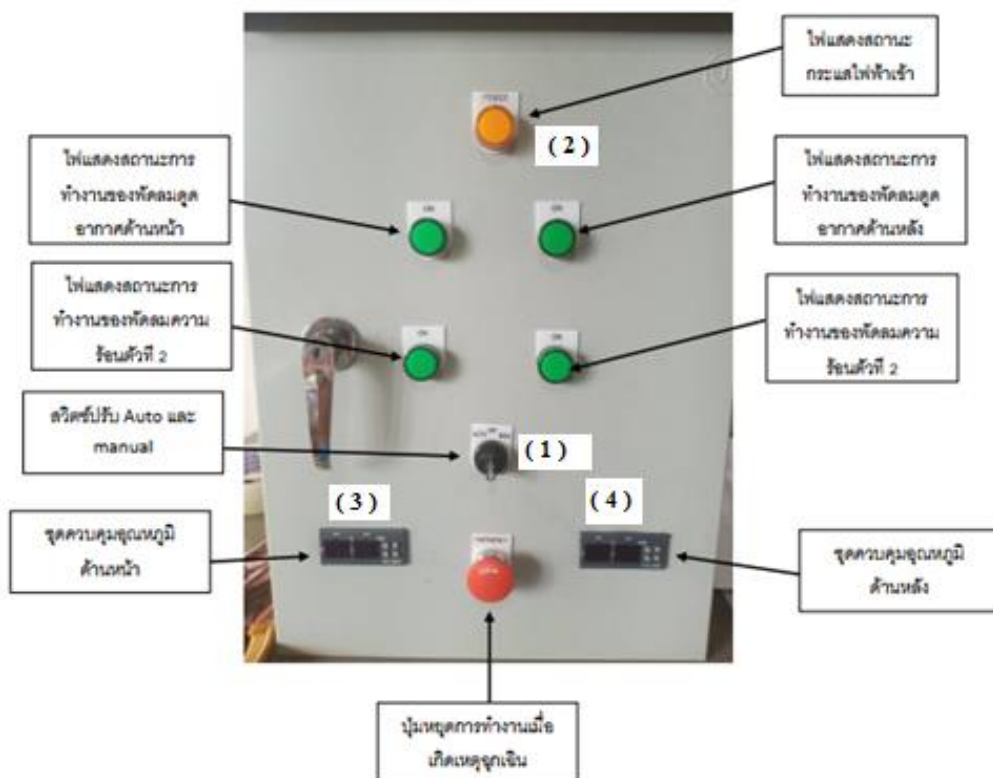 ไฟแสดงสถานะ
กระแสไฟฟ้าเข้า
( 2 )
ไฟแสดงสถานะการ
ทำงานของพัดลมดูด
อากาศด้านหน้า
ไฟแสดงสถานะการ
ทำงานของพัดลมดูด
อากาศด้านหลัง
ON
ON
ไฟแสดงสถานะการ
ทำงานของพัดลมความ
ร้อนตัวที่ 2
ไฟแสดงสถานะการ
ทำงานของพัดลมความ
ร้อนตัวที่ 2
ON
ON
สวิตช์ปรับ Auto และ
manual
( 1 )
( 3 )
( 4 )
ชุดควบคุมอุณหภูมิ
ด้านหน้า
ชุดควบคุมอุณหภูมิ
ด้านหลัง
ปุ่มหยุดการทำงานเมื่อ
เกิดเหตุฉุกเฉิน